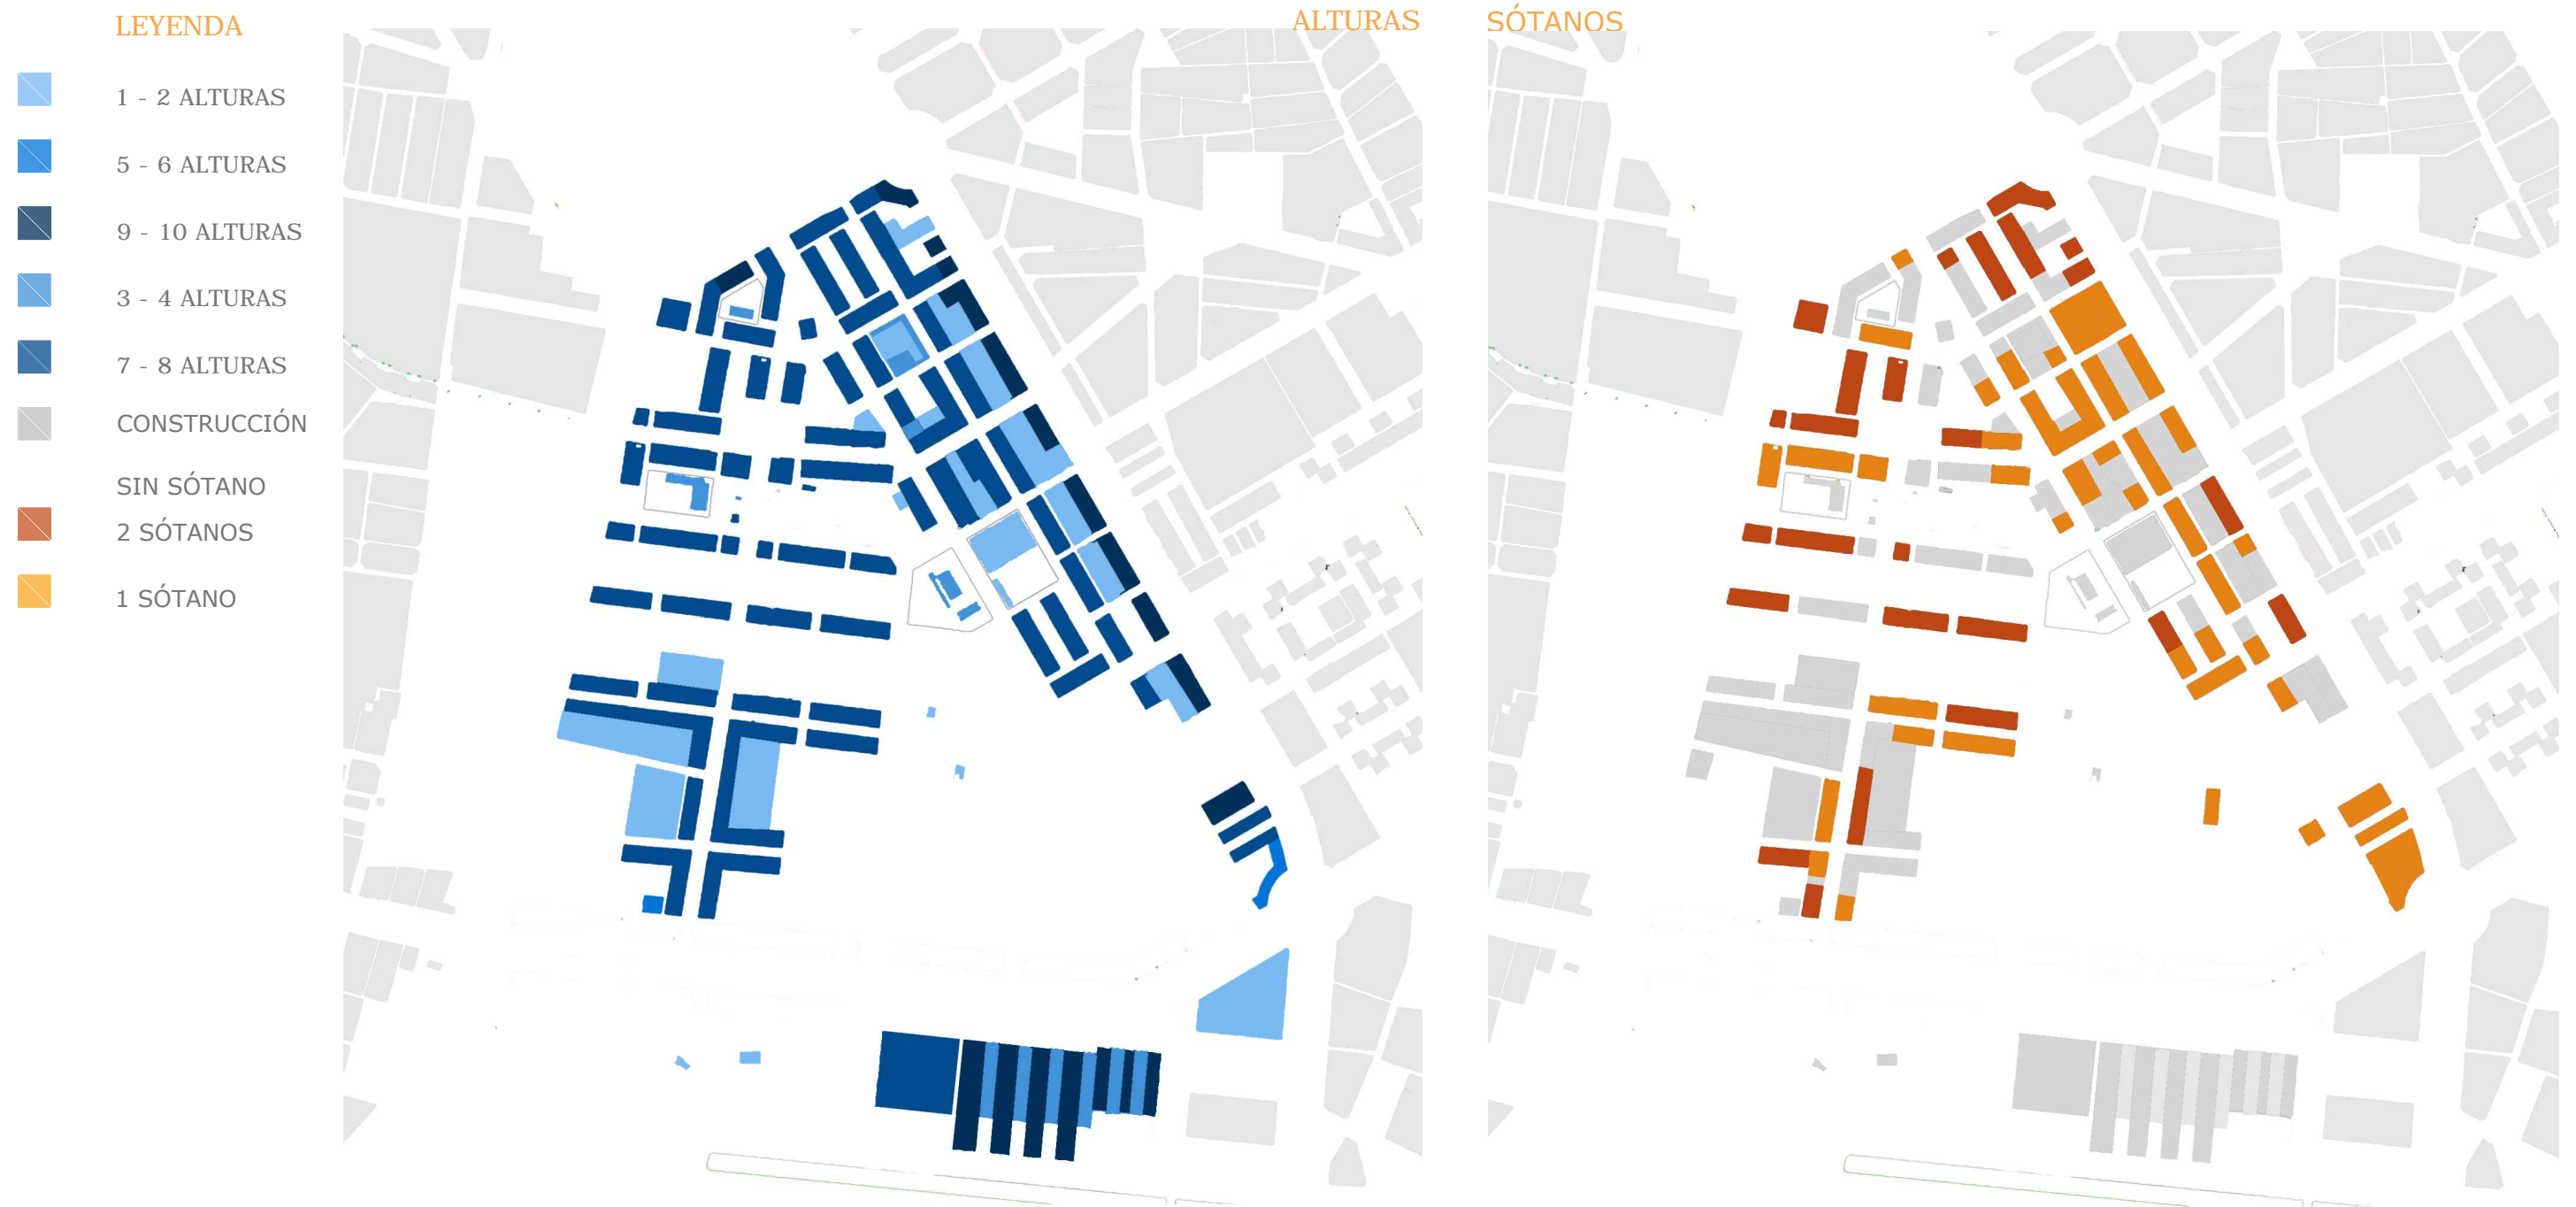 LEYENDA
ALTURAS
SÓTANOS
1 - 2 ALTURAS
5 - 6 ALTURAS
9 - 10 ALTURAS
3 - 4 ALTURAS
7 - 8 ALTURAS
CONSTRUCCIÓN
SIN SÓTANO
2 SÓTANOS
1 SÓTANO